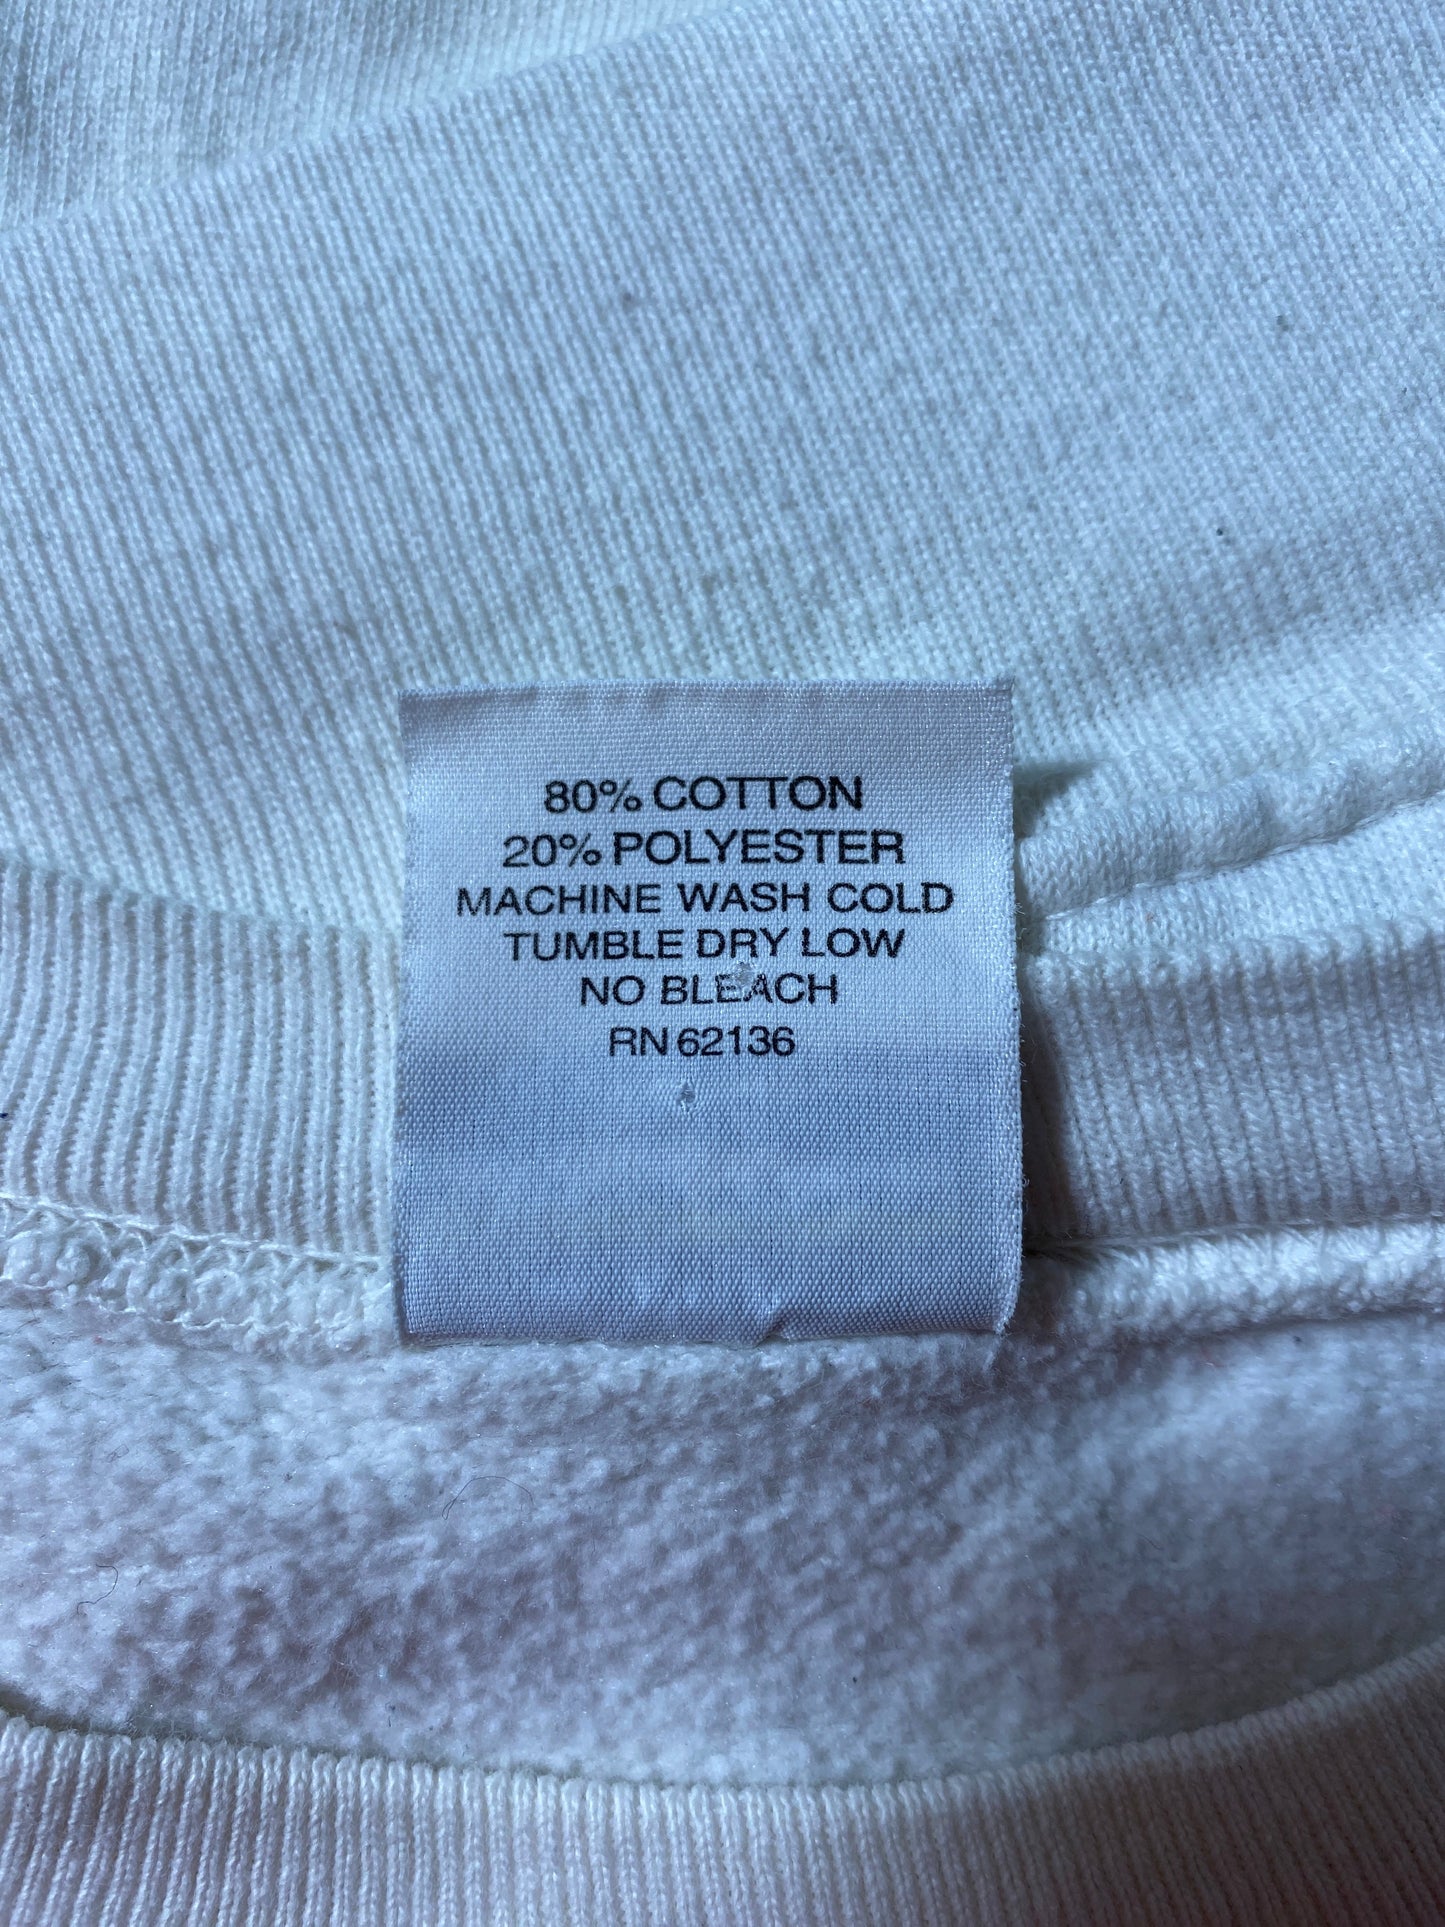 80% COTTON
20% POLYESTER
MACHINE WASH COLD
TUMBLE DRY LOW
NO BLEACH
RN 62136